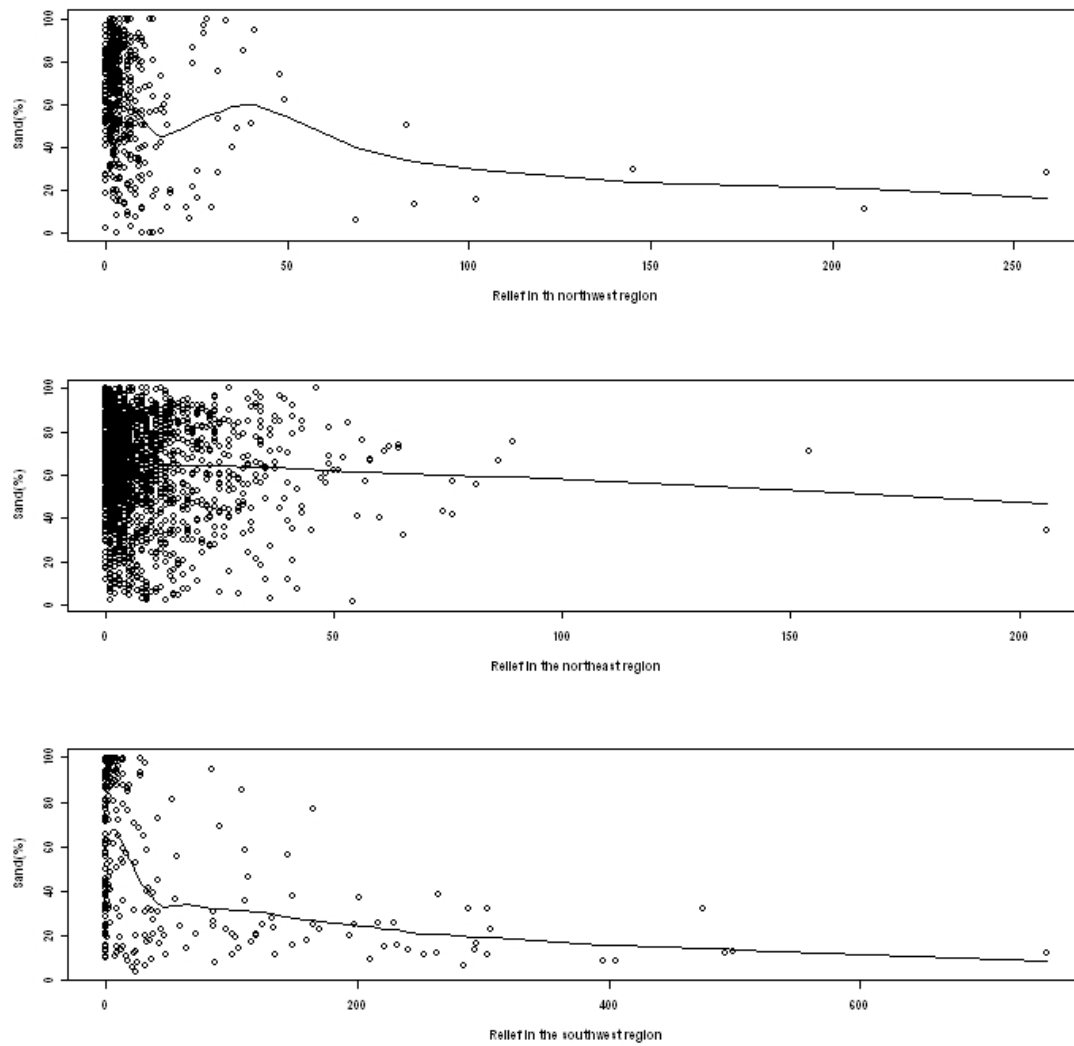 100
80
60
40
20
0
Sand(%)
0 50 100 150 200 250
Relief in th northwest region
100
80
60
40
20
0
Sand(%)
0 50 100 150 200
Relief in the northeast region
100
80
60
40
20
0
Sand(%)
0 200 400 600
Relief in the southwest region